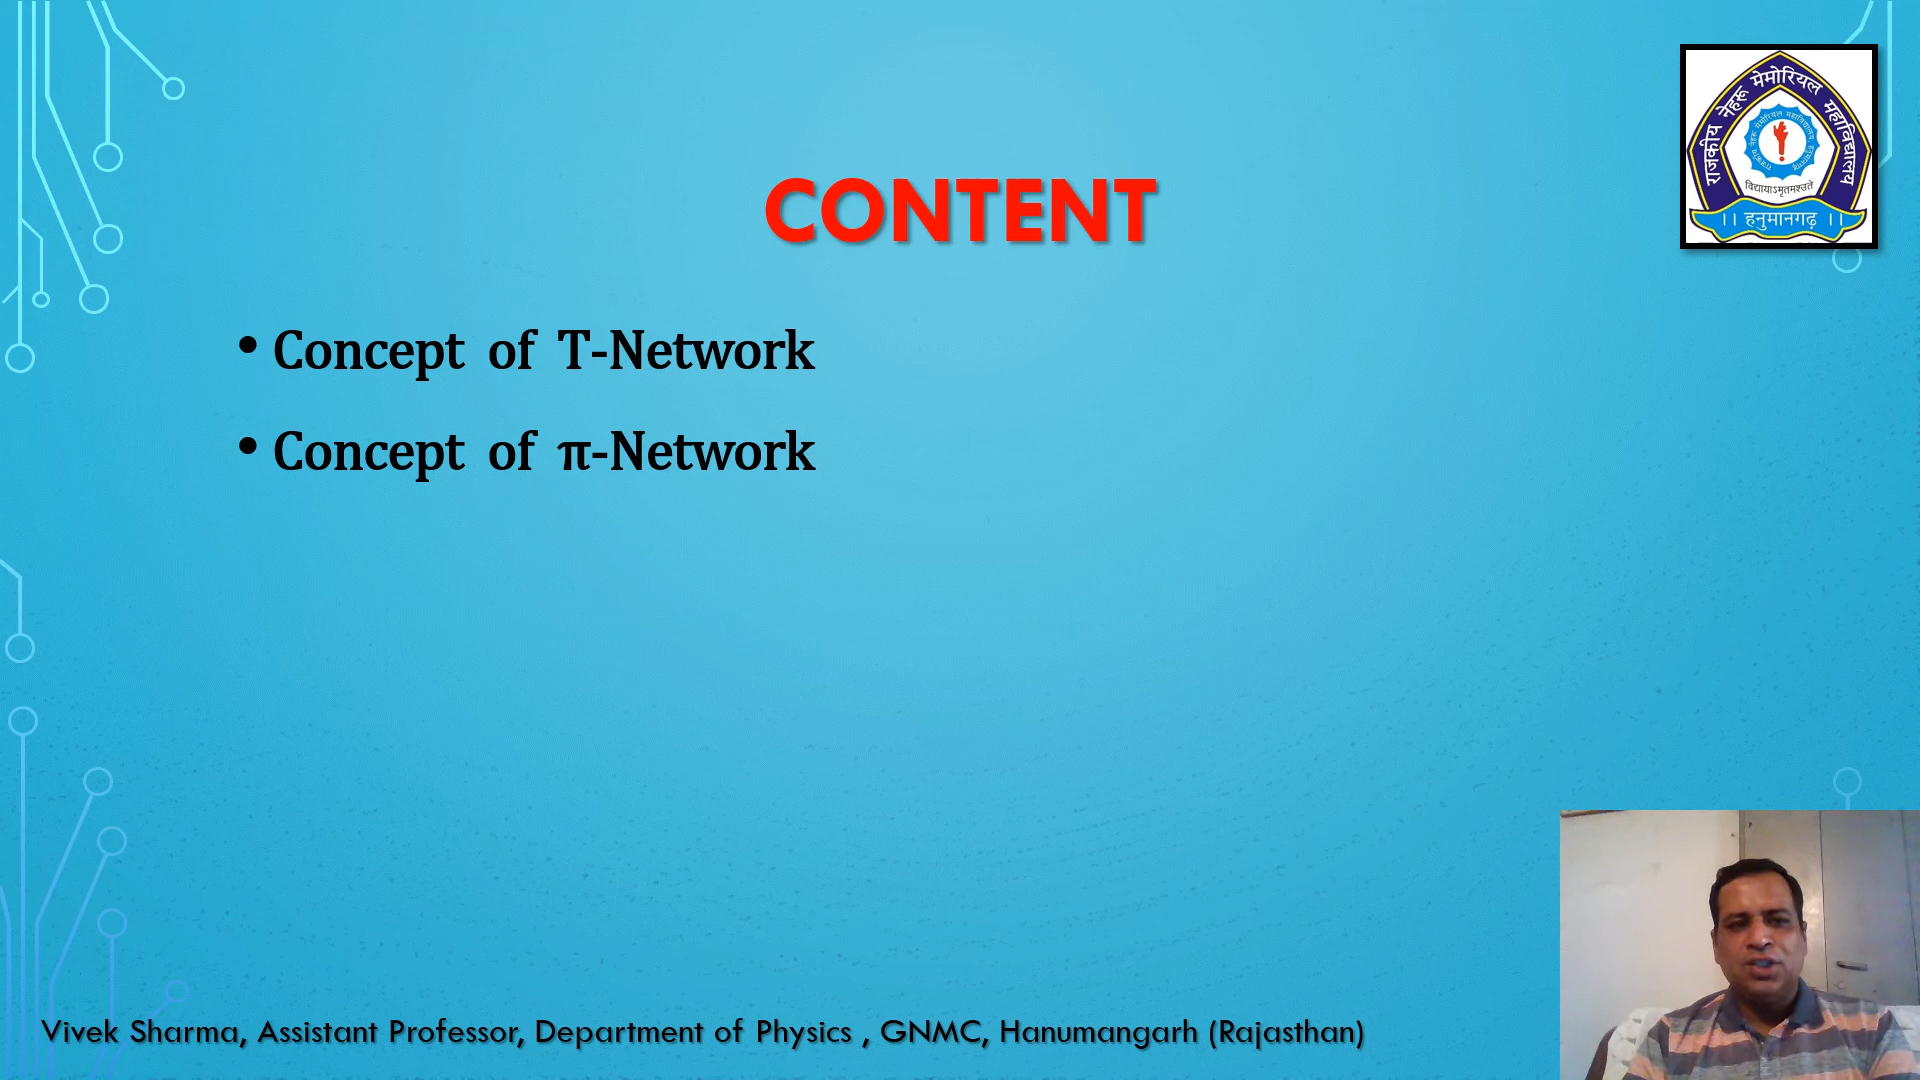 राजकीय नेहरू मेमोरियल महाविद्यालय
विद्यायाऽमृतमश्उते
।। हनुमानगढ़ ।।
CONTENT
• Concept of T-Network
• Concept of π-Network
Vivek Sharma, Assistant Professor, Department of Physics , GNMC, Hanumangarh (Rajasthan)